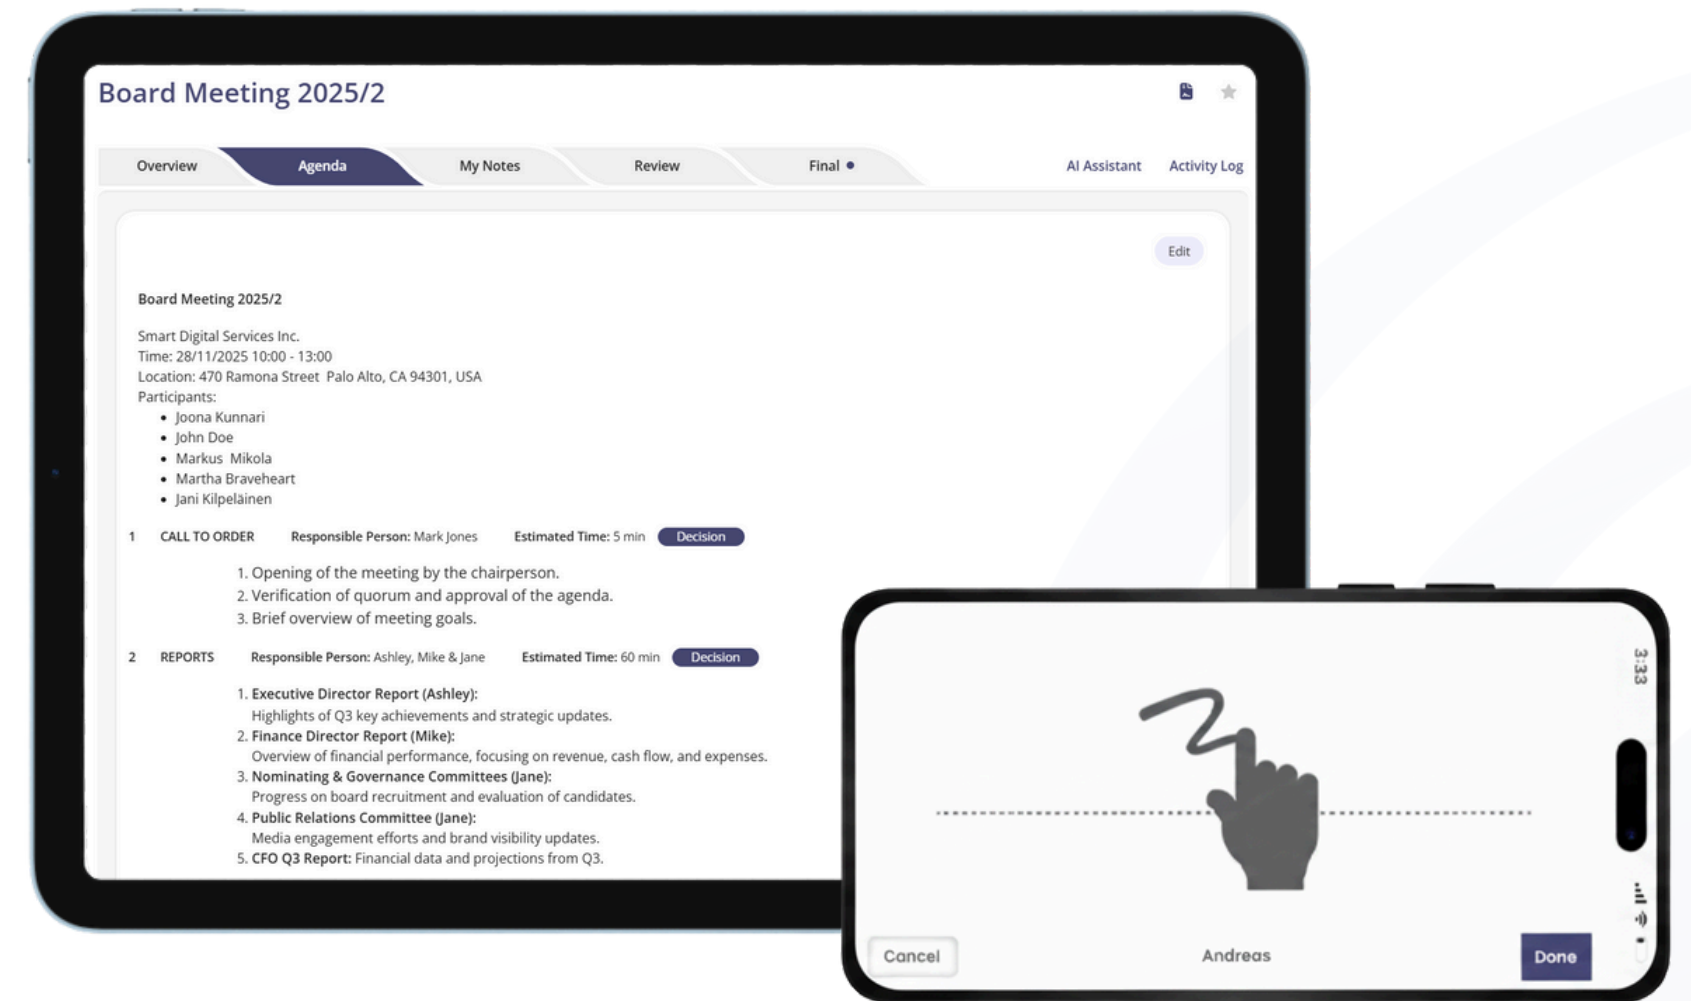 Board Meeting 2025/2
Overview Agenda My Notes Review Final AI Assistant Activity Log
Edit
Board Meeting 2025/2
Smart Digital Services Inc.
Time: 28/11/2025 10:00 - 13:00
Location: 470 Ramona Street Palo Alto, CA 94301, USA
Participants:
• Joona Kunnari
• John Doe
• Markus Mikola
• Martha Braveheart
• Jani Kilpeläinen
1 CALL TO ORDER Responsible Person: Mark Jones Estimated Time: 5 min Decision
1. Opening of the meeting by the chairperson.
2. Verification of quorum and approval of the agenda.
3. Brief overview of meeting goals.
2 REPORTS Responsible Person: Ashley, Mike & Jane Estimated Time: 60 min Decision
1. Executive Director Report (Ashley):
Highlights of Q3 key achievements and strategic updates.
2. Finance Director Report (Mike):
Overview of financial performance, focusing on revenue, cash flow, and expenses.
3. Nominating & Governance Committees (Jane):
Progress on board recruitment and evaluation of candidates.
4. Public Relations Committee (Jane):
Media engagement efforts and brand visibility updates.
5. CFO Q3 Report: Financial data and projections from Q3.
3:33
Cancel Andreas Done